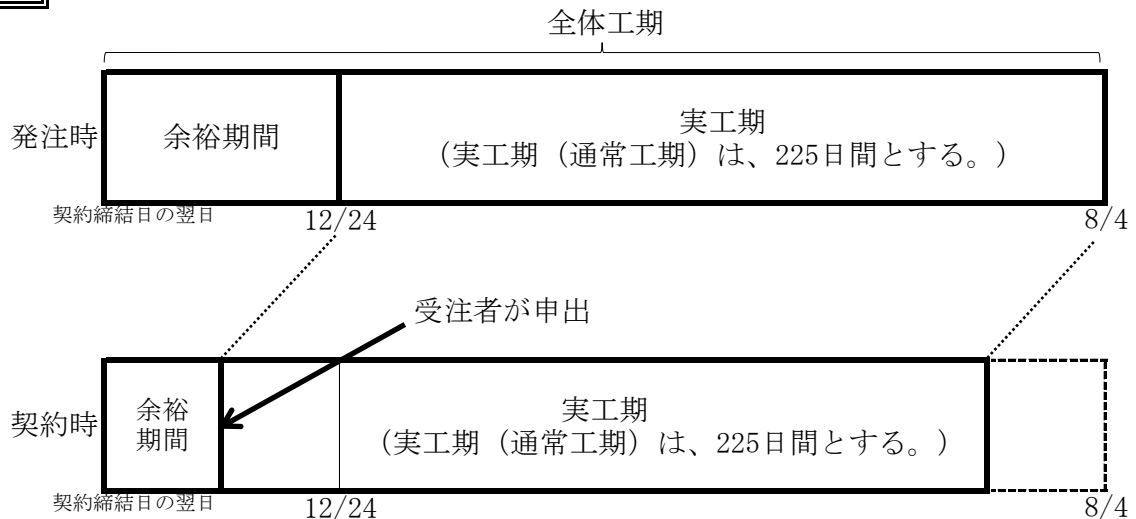 全体工期
発注時
余裕期間
実工期
（実工期（通常工期）は、225日間とする。）
契約締結日の翌日
12/24
8/4
受注者が申出
契約時
余裕
期間
実工期
（実工期（通常工期）は、225日間とする。）
契約締結日の翌日
12/24
8/4